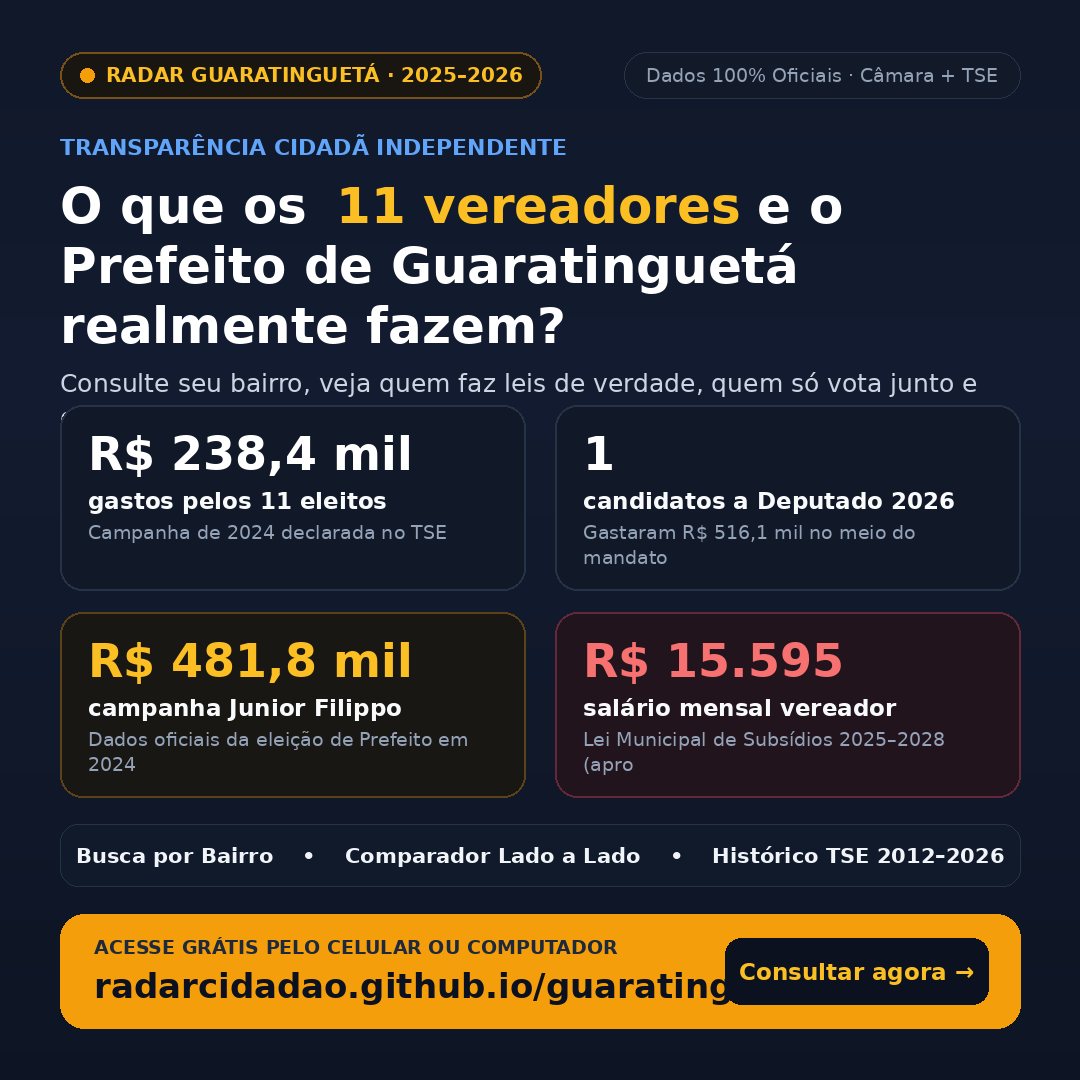 RADAR GUARATINGUETÁ · 2025–2026
Dados 100% Oficiais · Câmara + TSE
TRANSPARÊNCIA CIDADÃ INDEPENDENTE
O que os 11 vereadores e o
Prefeito de Guaratinguetá
realmente fazem?
Consulte seu bairro, veja quem faz leis de verdade, quem só vota junto e
R$ 238,4 mil
gastos pelos 11 eleitos
Campanha de 2024 declarada no TSE
1
candidatos a Deputado 2026
Gastaram R$ 516,1 mil no meio do
mandato
R$ 481,8 mil
campanha Junior Filippo
Dados oficiais da eleição de Prefeito em
2024
R$ 15.595
salário mensal vereador
Lei Municipal de Subsídios 2025–2028
(apro
Busca por Bairro • Comparador Lado a Lado • Histórico TSE 2012–2026
ACESSE GRÁTIS PELO CELULAR OU COMPUTADOR
radarcidadao.github.io/guarating
Consultar agora →